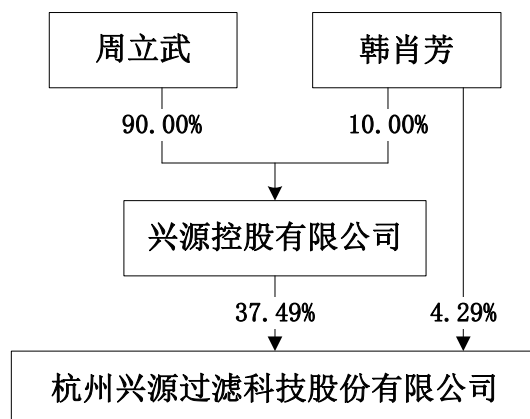 周立武
韩肖芳
90.00%
10.00%
兴源控股有限公司
37.49%
4.29%
杭州兴源过滤科技股份有限公司